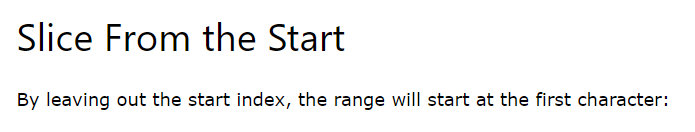 Slice From the Start
By leaving out the start index, the range will start at the first character: